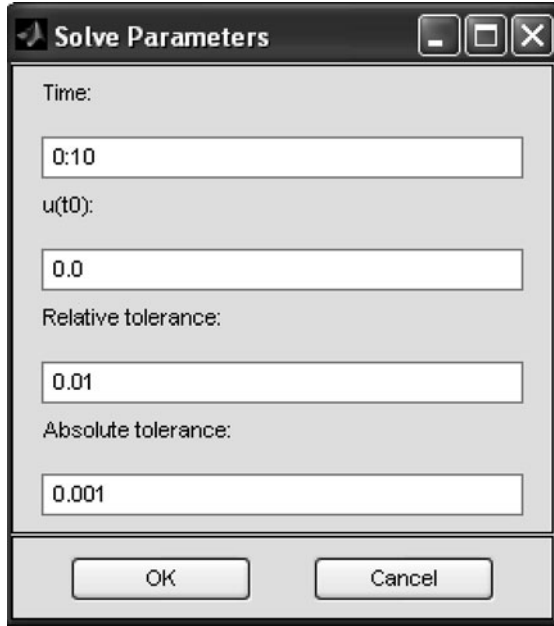 Solve Parameters
Time:
0:10
u(t0):
0.0
Relative tolerance:
0.01
Absolute tolerance:
0.001
OK Cancel